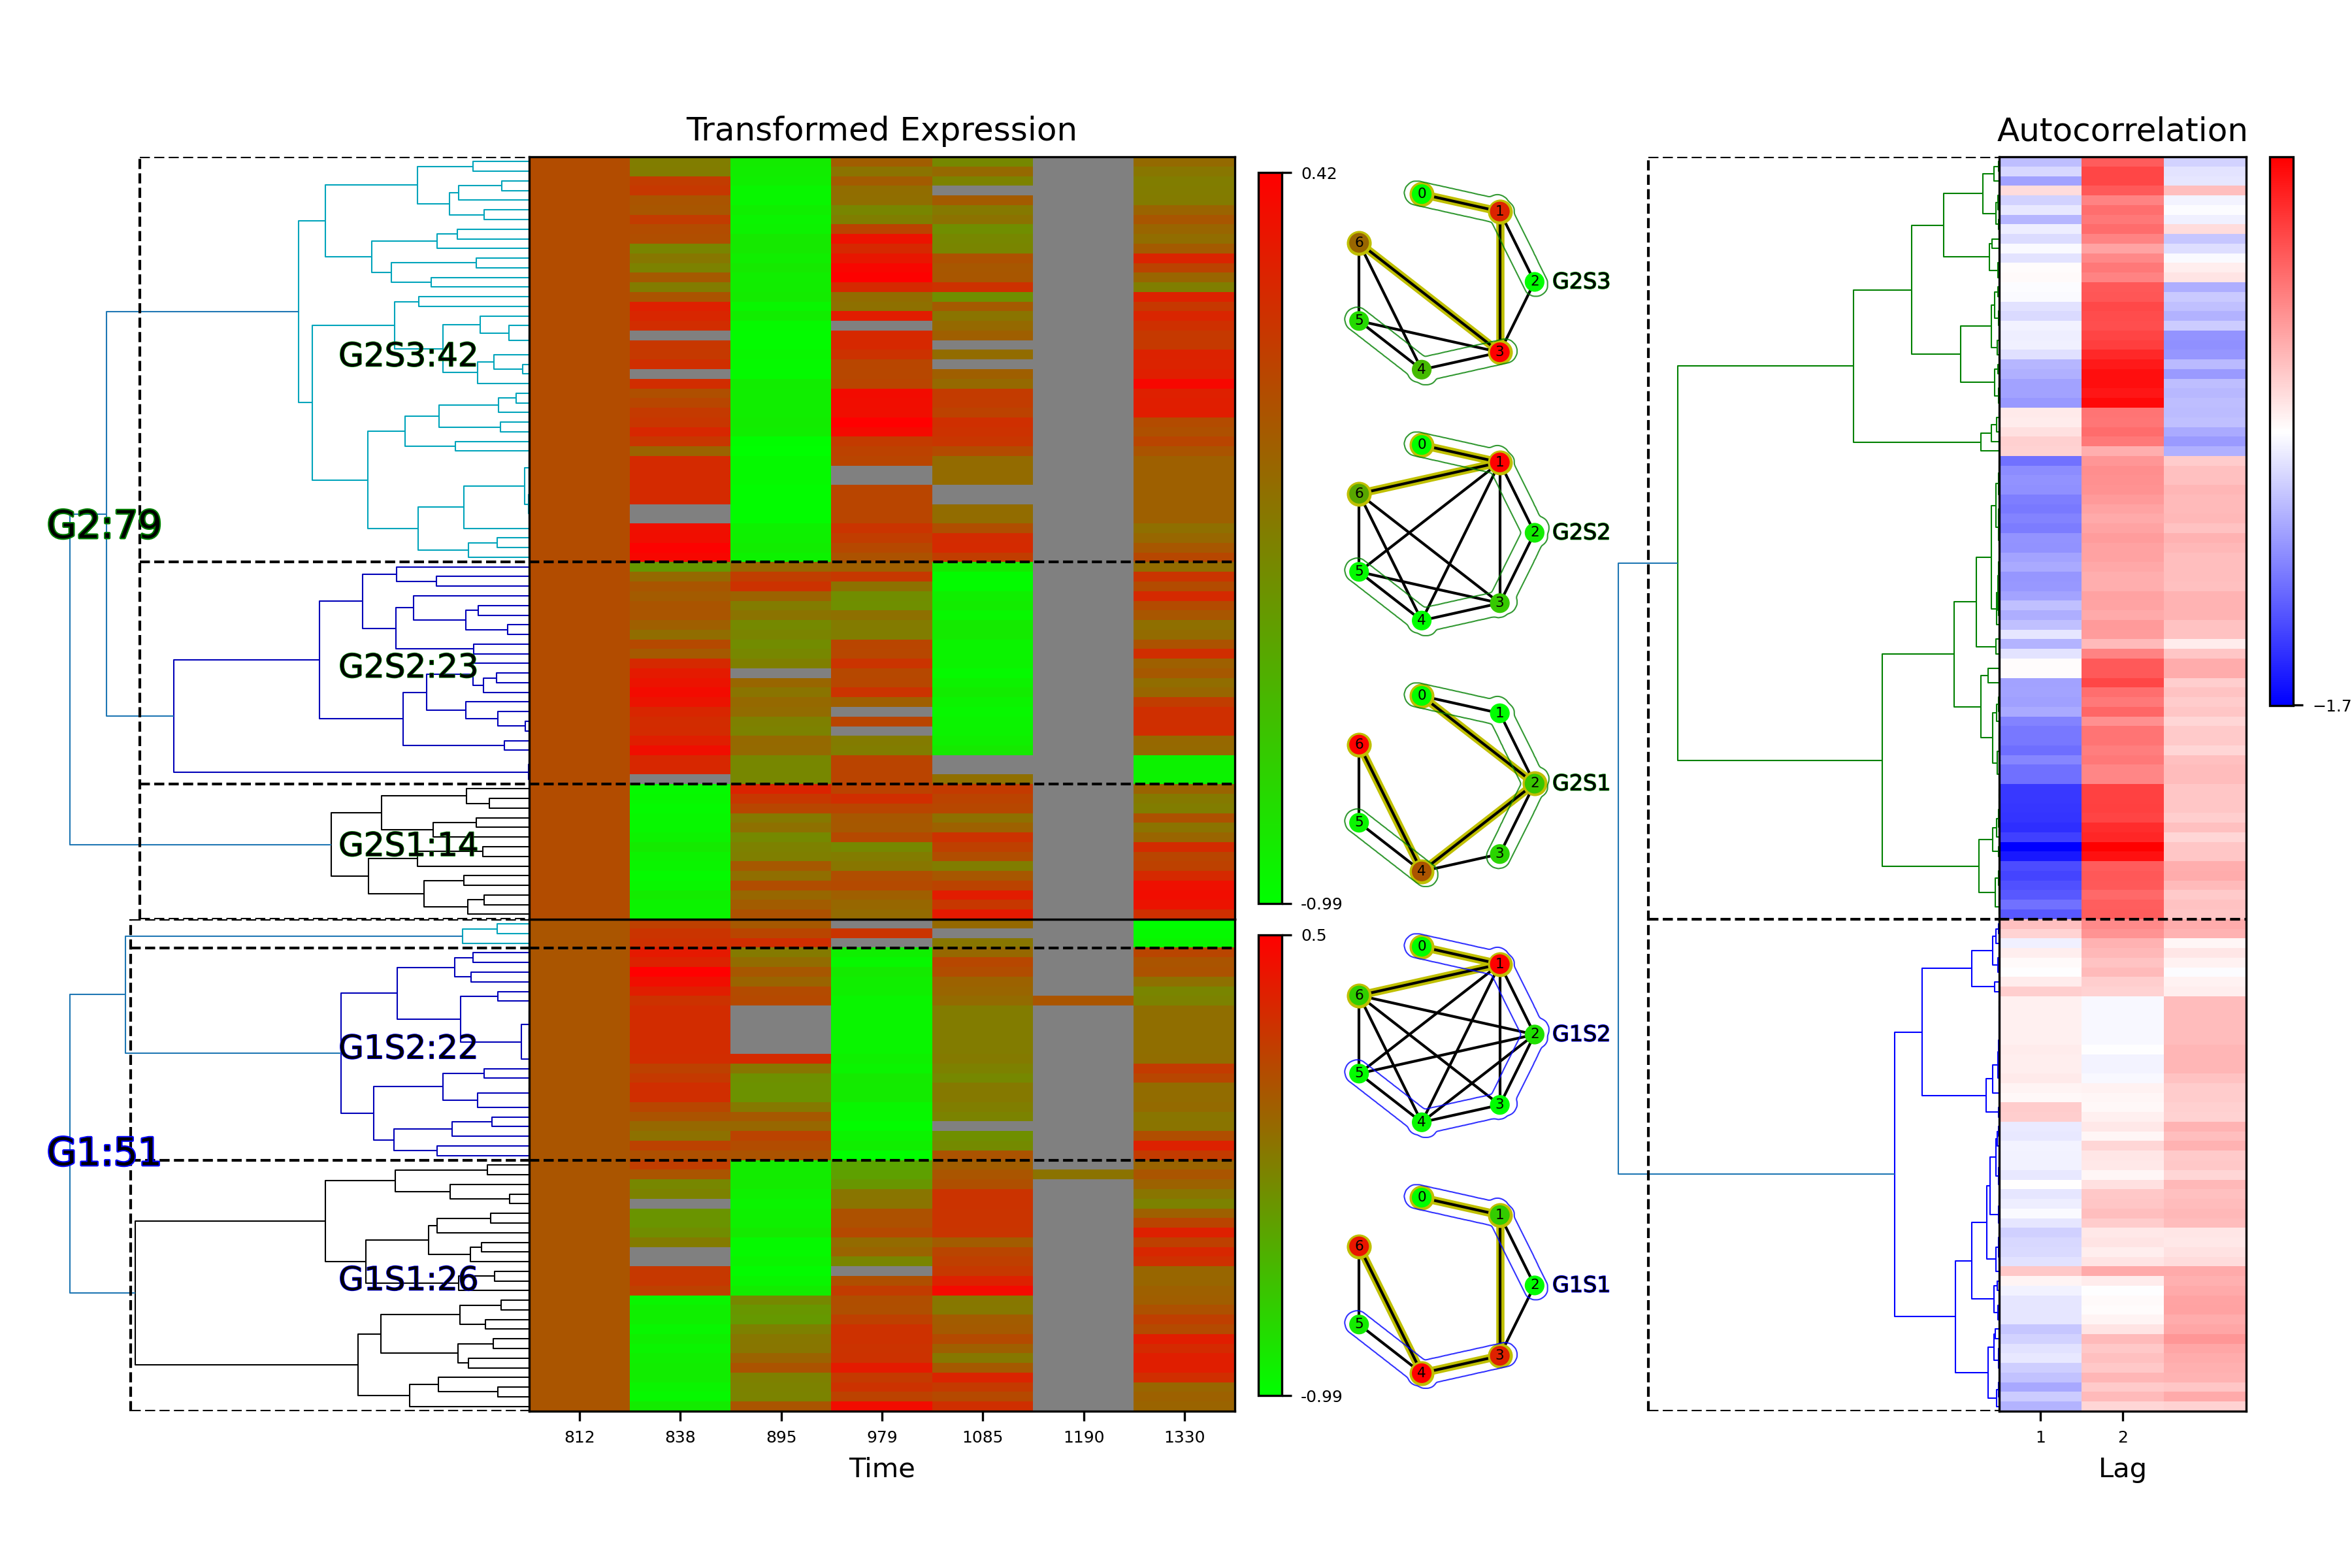 Transformed Expression
Autocorrelation
G2:79
G2S3:42
G2S2:23
G2S1:14
G1:51
G1S2:22
G1S1:26
0.42
-0.99
0.5
-0.99
0
1
2
3
4
5
6
G2S3
0
1
2
3
4
5
6
G2S2
0
1
2
3
4
5
6
G2S1
0
1
2
3
4
5
6
G1S2
0
1
2
3
4
5
6
G1S1
−1.7
812 838 895 979 1085 1190 1330
Time
1 2
Lag